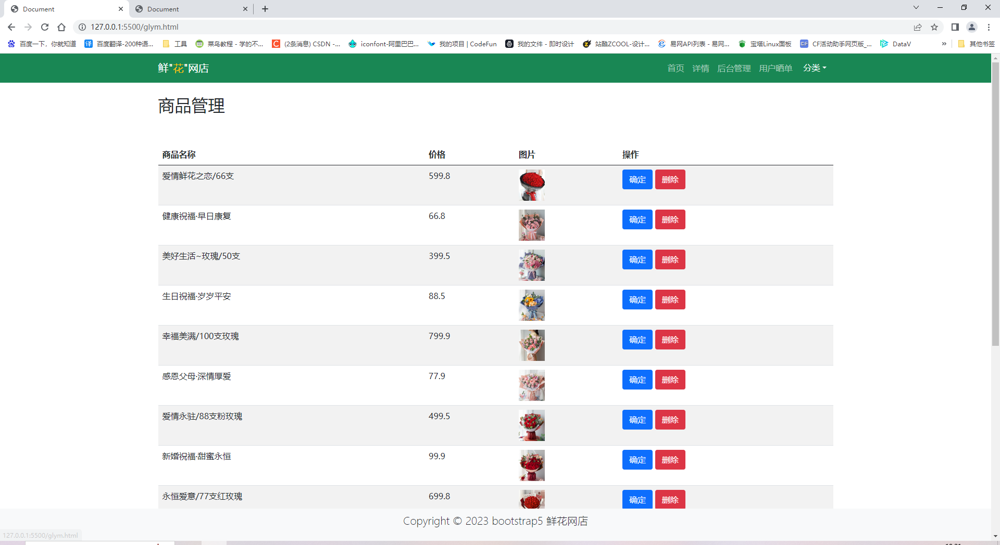 Document
Document
127.0.0.1:5500/glym.html
百度一下，你就知道
百度翻译-200种语...
工具
菜鸟教程 - 学的不...
(2条消息) CSDN -...
iconfont-阿里巴巴...
我的项目 | CodeFun
我的文件 - 即时设计
站酷ZCOOL-设计...
易网API列表 - 易网...
宝塔Linux面板
CF活动助手网页版_...
DataV
»
其他书签
鲜"花"网店
首页 详情 后台管理 用户晒单 分类
商品管理
商品名称 价格 图片 操作
爱情鲜花之恋/66支 599.8 确定 删除
健康祝福·早日康复 66.8 确定 删除
美好生活~玫瑰/50支 399.5 确定 删除
生日祝福·岁岁平安 88.5 确定 删除
幸福美满/100支玫瑰 799.9 确定 删除
感恩父母·深情厚爱 77.9 确定 删除
爱情永驻/88支粉玫瑰 499.5 确定 删除
新婚祝福·甜蜜永恒 99.9 确定 删除
永恒爱意/77支红玫瑰 699.8 确定 删除
Copyright © 2023 bootstrap5 鲜花网店
127.0.0.1:5500/glym.html